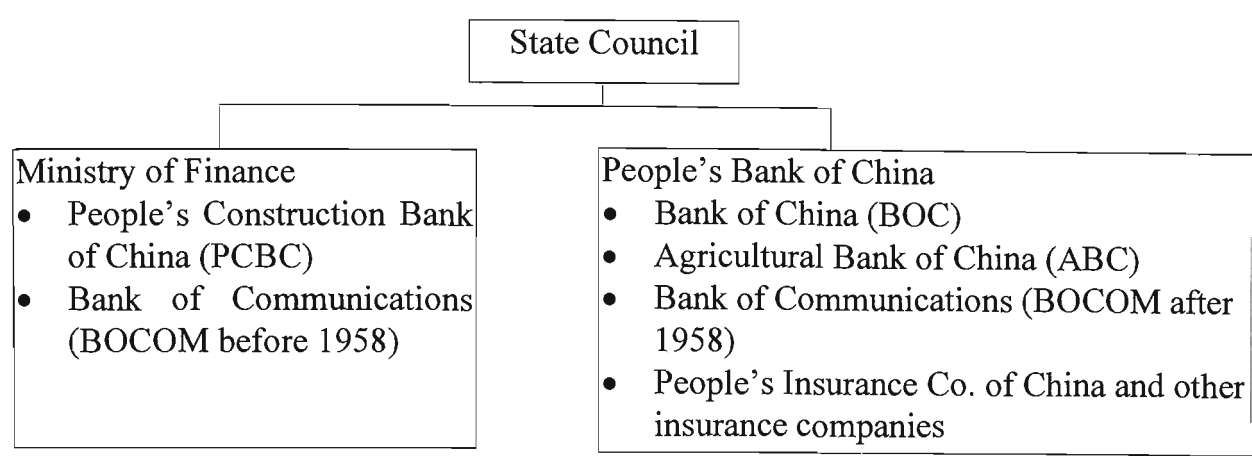 State Council
Ministry of Finance
• People's Construction Bank
of China (PCBC)
• Bank of Communications
(BOCOM before 1958)
People's Bank of China
• Bank of China (BOC)
• Agricultural Bank of China (ABC)
• Bank of Communications (BOCOM after
1958)
• People's Insurance Co. of China and other
insurance companies